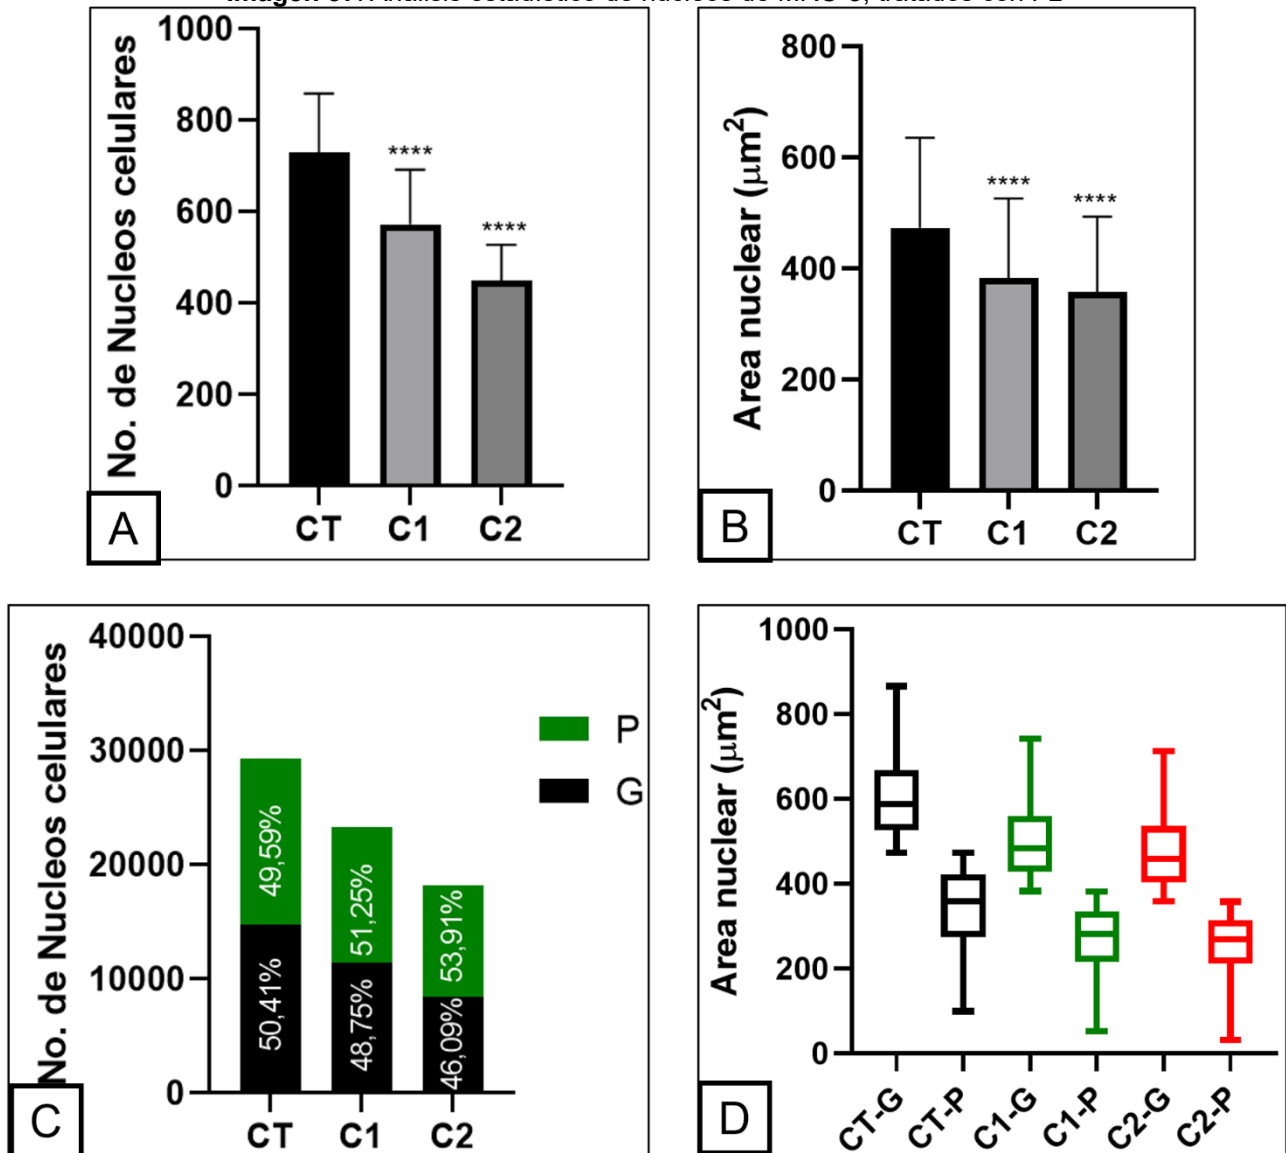 1000
800
600
400
200
0
No. de Nucleos celulares
****
****
CT C1 C2
A
800
600
400
200
0
Area nuclear (μm²)
****
****
CT C1 C2
B
40000
30000
20000
10000
0
No. de Nucleos celulares
49,59%
50,41%
51,25%
48,75%
53,91%
46,09%
P
G
CT C1 C2
C
1000
800
600
400
200
0
Area nuclear (μm²)
CT-G CT-P C1-G C1-P C2-G C2-P
D